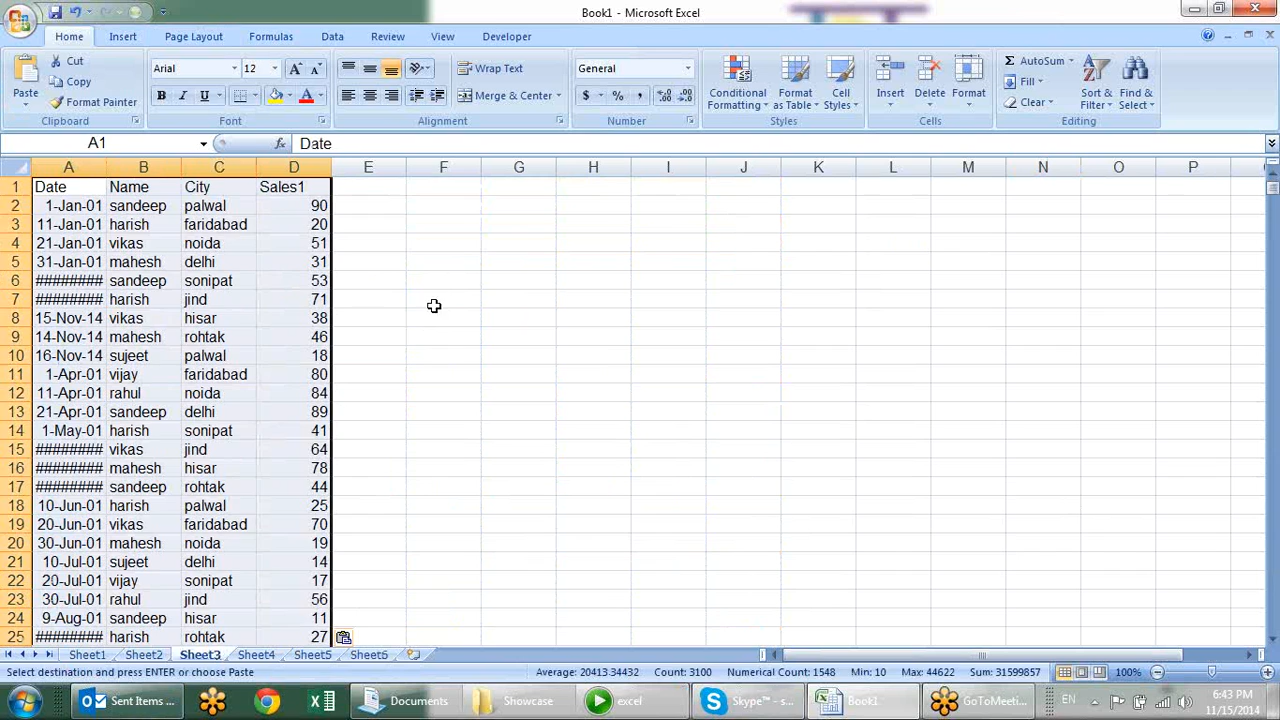 Book1 - Microsoft Excel
Home Insert Page Layout Formulas Data Review View Developer
Paste
Cut
Copy
Format Painter
Clipboard
Arial 12
B I U
Font
Wrap Text
Merge & Center
Alignment
General
$ % ,
Number
Conditional Formatting
Format as Table
Cell Styles
Styles
Insert Delete Format
Cells
Σ AutoSum
Fill
Clear
Sort & Filter
Find & Select
Editing
A1 fx Date
A B C D E F G H I J K L M N O P
1 Date Name City Sales1
2 1-Jan-01 sandeep palwal 90
3 11-Jan-01 harish faridabad 20
4 21-Jan-01 vikas noida 51
5 31-Jan-01 mahesh delhi 31
6 ######## sandeep sonipat 53
7 ######## harish jind 71
8 15-Nov-14 vikas hisar 38
9 14-Nov-14 mahesh rohtak 46
10 16-Nov-14 sujeet palwal 18
11 1-Apr-01 vijay faridabad 80
12 11-Apr-01 rahul noida 84
13 21-Apr-01 sandeep delhi 89
14 1-May-01 harish sonipat 41
15 ######## vikas jind 64
16 ######## mahesh hisar 78
17 ######## sandeep rohtak 44
18 10-Jun-01 harish palwal 25
19 20-Jun-01 vikas faridabad 70
20 30-Jun-01 mahesh noida 19
21 10-Jul-01 sujeet delhi 14
22 20-Jul-01 vijay sonipat 17
23 30-Jul-01 rahul jind 56
24 9-Aug-01 sandeep hisar 11
25 ######## harish rohtak 27
Sheet1 Sheet2 Sheet3 Sheet4 Sheet5 Sheet6
Select destination and press ENTER or choose Paste Average: 20413.34432 Count: 3100 Numerical Count: 1548 Min: 10 Max: 44622 Sum: 31599857 100%
Sent Items ... Documents Showcase excel Skype™ - s... Book1 GoToMeeti... EN 6:43 PM
11/15/2014